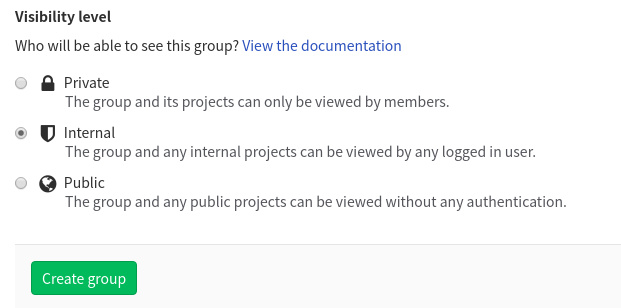 Visibility level
Who will be able to see this group? View the documentation
Private
The group and its projects can only be viewed by members.
Internal
The group and any internal projects can be viewed by any logged in user.
Public
The group and any public projects can be viewed without any authentication.
Create group